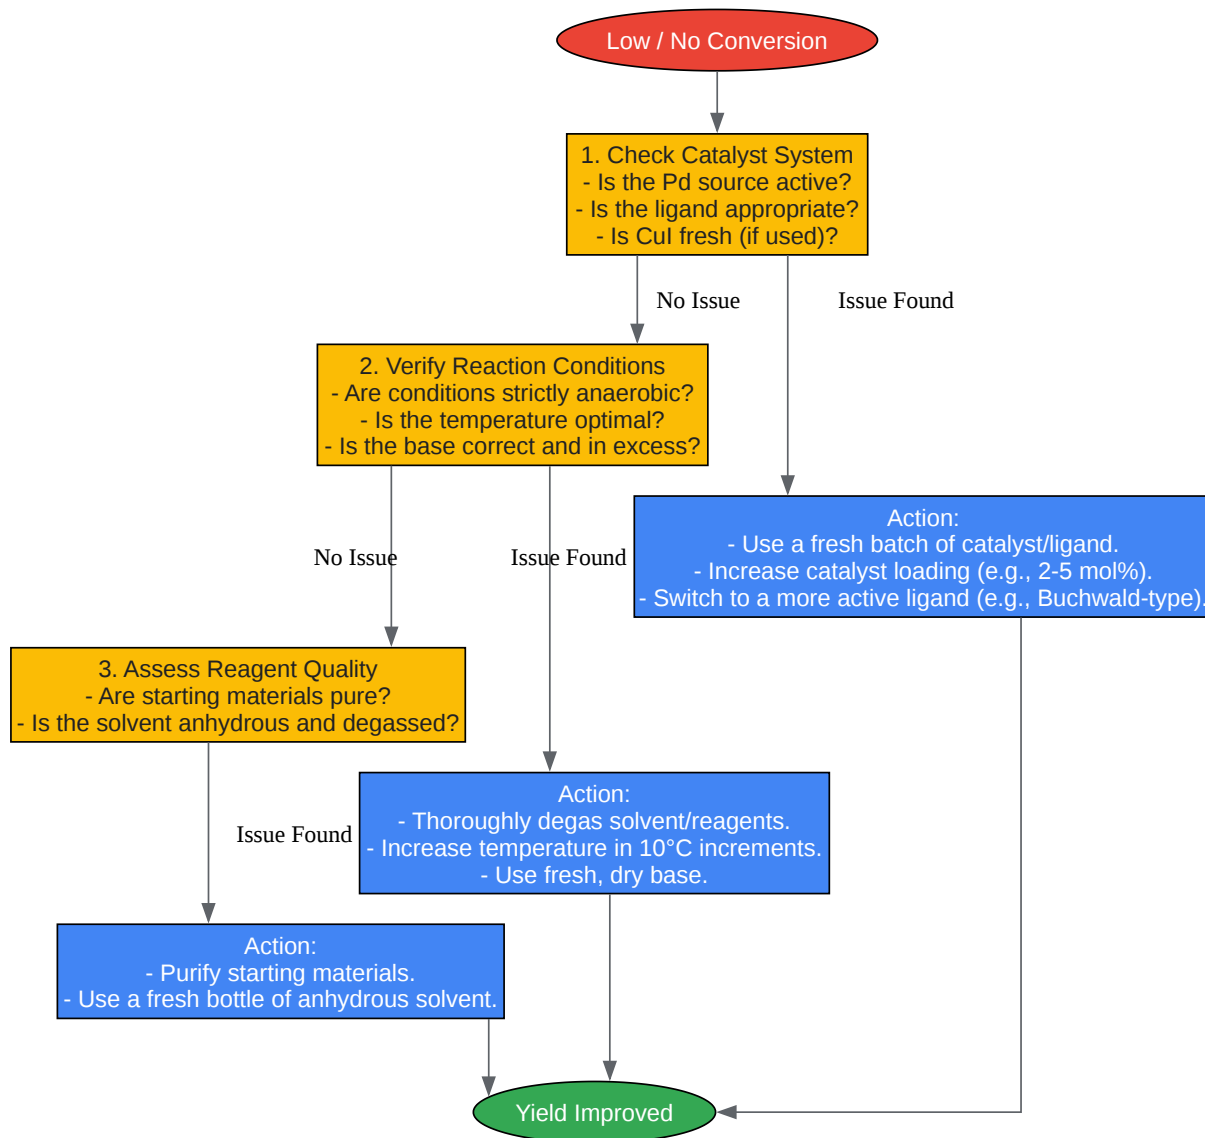 Low / No Conversion
1. Check Catalyst System
- Is the Pd source active?
- Is the ligand appropriate?
- Is CuI fresh (if used)?
No Issue
Issue Found
2. Verify Reaction Conditions
- Are conditions strictly anaerobic?
- Is the temperature optimal?
- Is the base correct and in excess?
Action:
- Use a fresh batch of catalyst/ligand.
- Increase catalyst loading (e.g., 2-5 mol%).
- Switch to a more active ligand (e.g., Buchwald-type).
No Issue
Issue Found
3. Assess Reagent Quality
- Are starting materials pure?
- Is the solvent anhydrous and degassed?
Action:
- Thoroughly degas solvent/reagents.
- Increase temperature in 10°C increments.
- Use fresh, dry base.
Issue Found
Action:
- Purify starting materials.
- Use a fresh bottle of anhydrous solvent.
Yield Improved